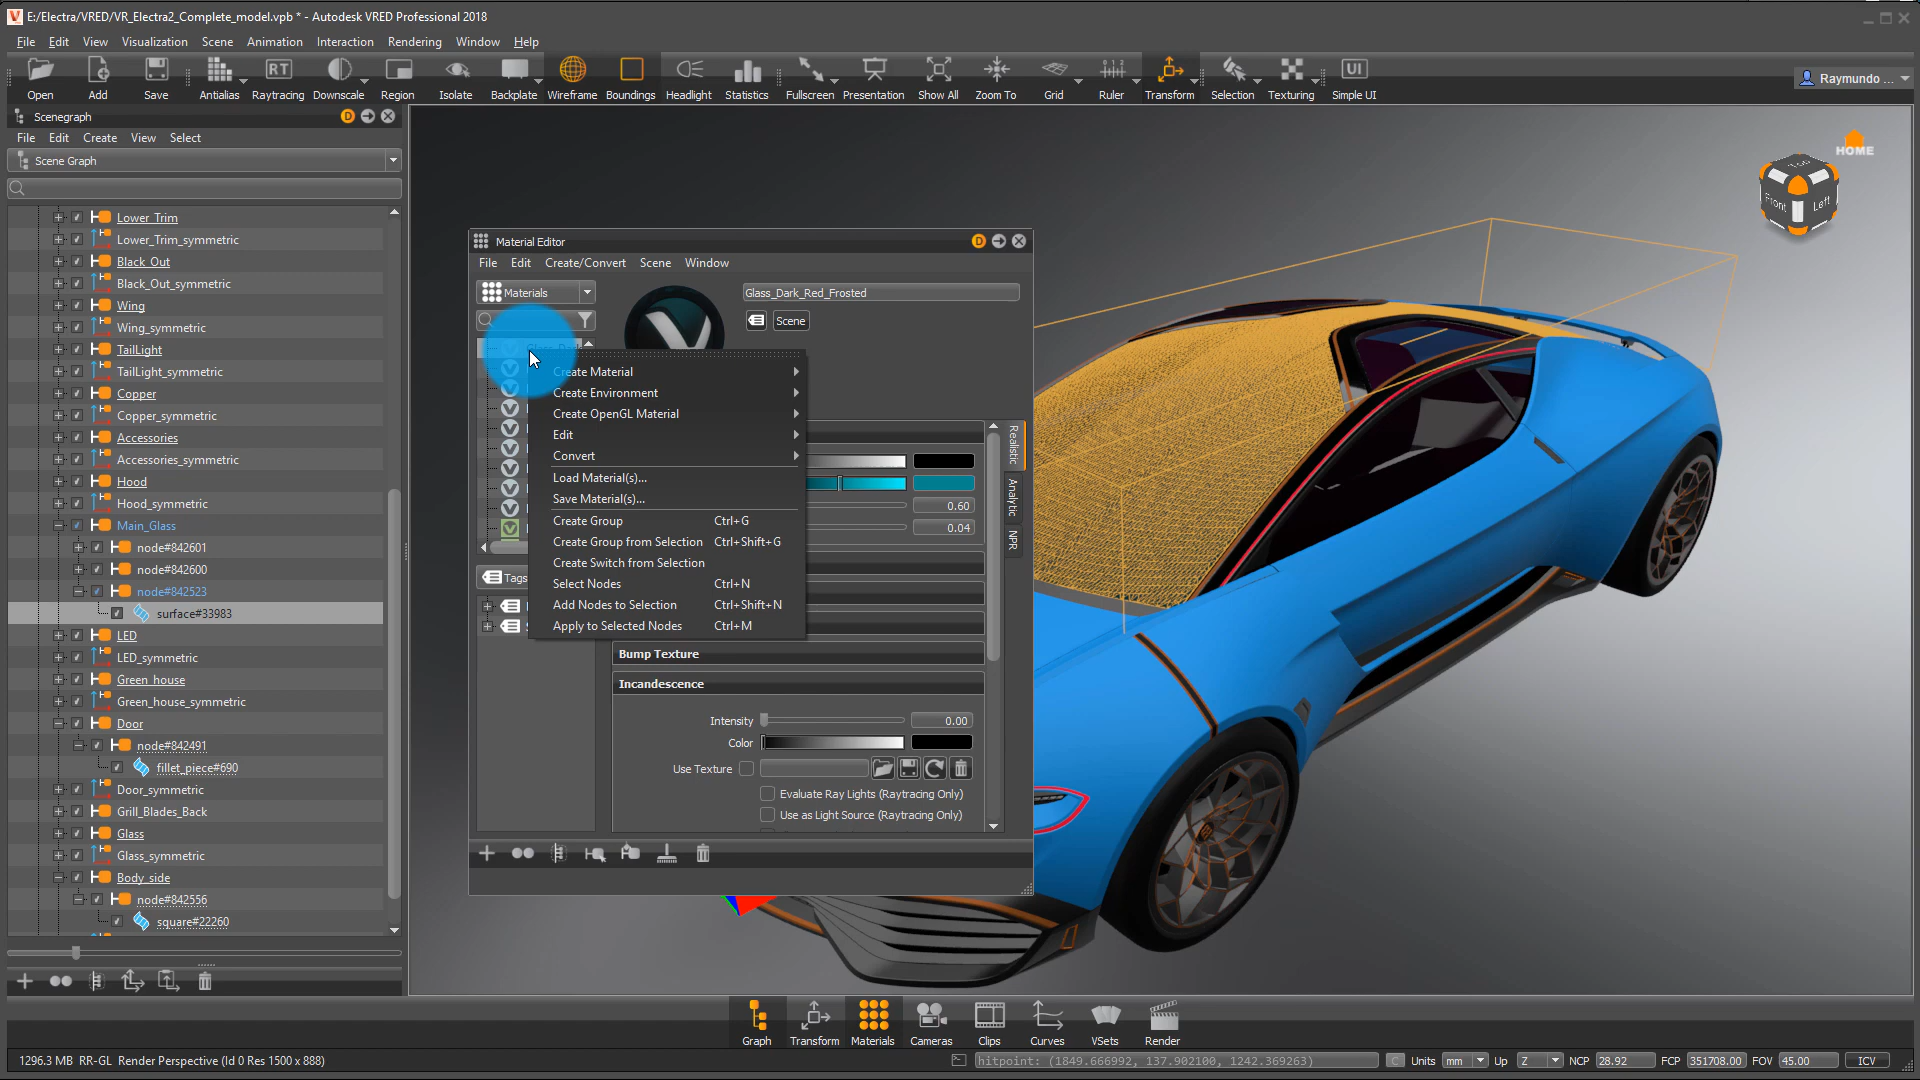 E:/Electra/VRED/VR_Electra2_Complete_model.vpb * - Autodesk VRED Professional 2018
File Edit View Visualization Scene Animation Interaction Rendering Window Help
Open Add Save Antialias Raytracing Downscale Region Isolate Backplate Wireframe Boundings Headlight Statistics Fullscreen Presentation Show All Zoom To Grid Ruler Transform Selection Texturing Simple UI
Raymundo ...
Scenegraph
File Edit Create View Select
Scene Graph
Lower_Trim
Lower_Trim_symmetric
Black_Out
Black_Out_symmetric
Wing
Wing_symmetric
TailLight
TailLight_symmetric
Copper
Copper_symmetric
Accessories
Accessories_symmetric
Hood
Hood_symmetric
Main_Glass
node#842601
node#842600
node#842523
surface#33983
LED
LED_symmetric
Green_house
Green_house_symmetric
Door
node#842491
fillet_piece#690
Door_symmetric
Grill_Blades_Back
Glass
Glass_symmetric
Body_side
node#842556
square#22260
Material Editor
File Edit Create/Convert Scene Window
Materials
Glass_Dark_Red_Frosted
Scene
Create Material
Create Environment
Create OpenGL Material
Edit
Convert
Load Material(s)...
Save Material(s)...
Create Group Ctrl+G
Create Group from Selection Ctrl+Shift+G
Create Switch from Selection
Select Nodes Ctrl+N
Add Nodes to Selection Ctrl+Shift+N
Apply to Selected Nodes Ctrl+M
Tags
0.60
0.04
Realistic
Analytic
NPR
Bump Texture
Incandescence
Intensity 0.00
Color
Use Texture
Evaluate Ray Lights (Raytracing Only)
Use as Light Source (Raytracing Only)
HOME
Top
Front
Left
Graph Transform Materials Cameras Clips Curves VSets Render
1296.3 MB RR-GL Render Perspective (Id 0 Res 1500 x 888)
hitpoint: (1849.666992, 137.902100, 1242.369263)
C Units mm Up Z NCP 28.92 FCP 351708.00 FOV 45.00 ICV